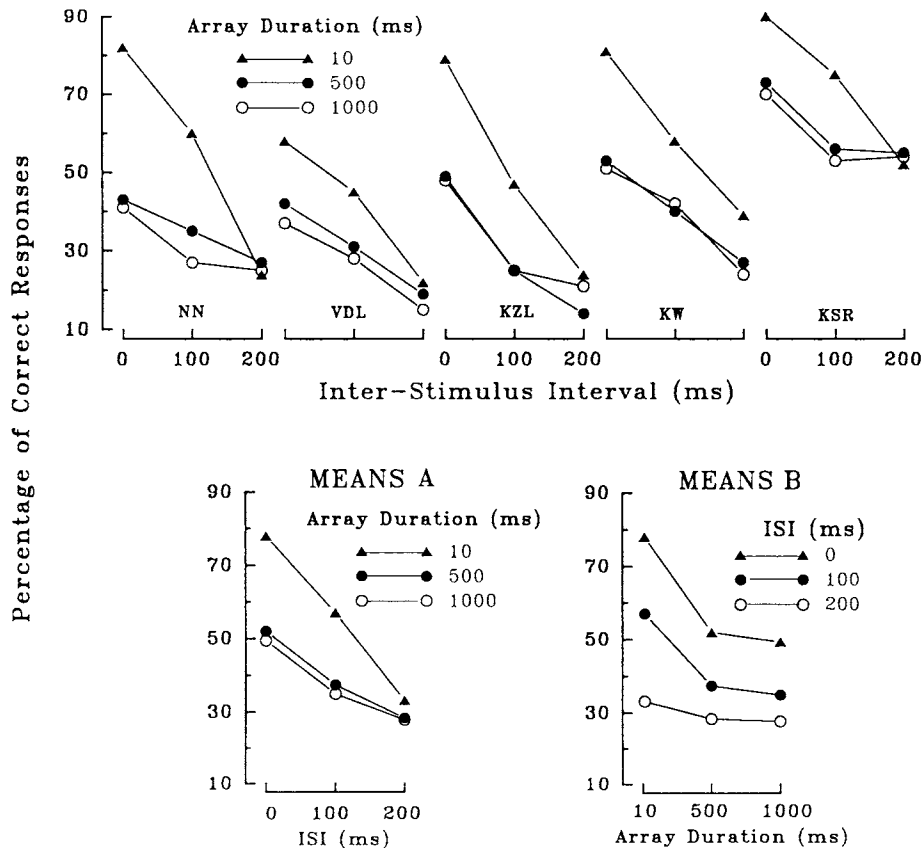 Percentage of Correct Responses
90
70
50
30
10
Array Duration (ms)
10
500
1000
NN
VDL
KZL
KW
KSR
0 100 200
0 100 200
0 100 200
Inter-Stimulus Interval (ms)
MEANS A
90
70
50
30
10
Array Duration (ms)
10
500
1000
0 100 200
ISI (ms)
MEANS B
90
70
50
30
10
ISI (ms)
0
100
200
10 500 1000
Array Duration (ms)